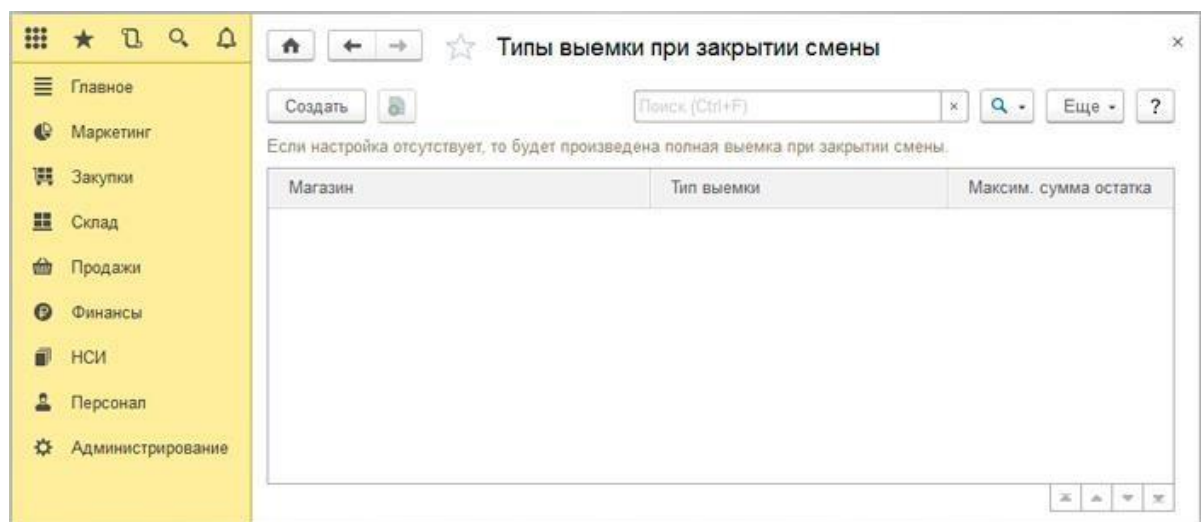 Типы выемки при закрытии смены
×
Главное
Маркетинг
Закупки
Склад
Продажи
Финансы
НСИ
Персонал
Администрирование
Создать
Поиск (Ctrl+F)
×
Еще
?
Если настройка отсутствует, то будет произведена полная выемка при закрытии смены.
Магазин Тип выемки Максим. сумма остатка